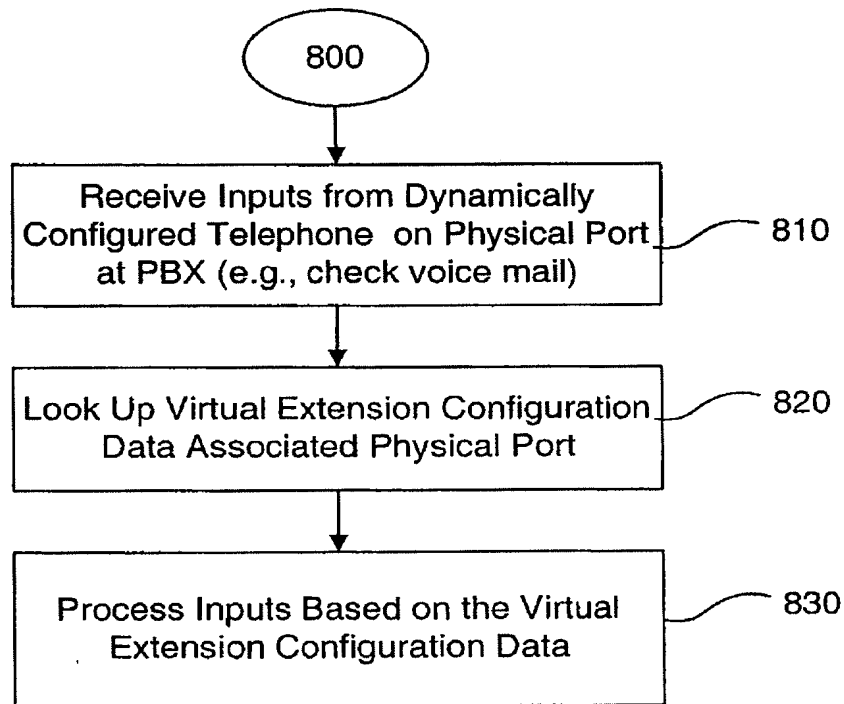 800
Receive Inputs from Dynamically
Configured Telephone on Physical Port
at PBX (e.g., check voice mail)
810
Look Up Virtual Extension Configuration
Data Associated Physical Port
820
Process Inputs Based on the Virtual
Extension Configuration Data
830